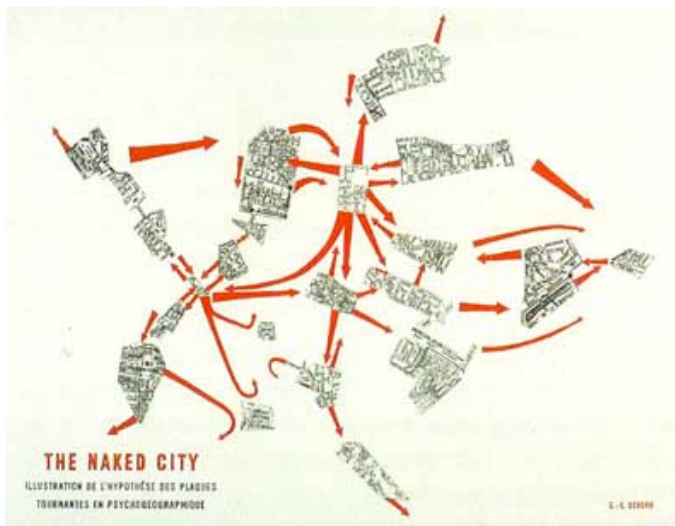 THE NAKED CITY
ILLUSTRATION DE L'HYPOTHÈSE DES PLAQUES
TOURNANTES EN PSYCHOGEOGRAPHIQUE
G.-E. DEBORD